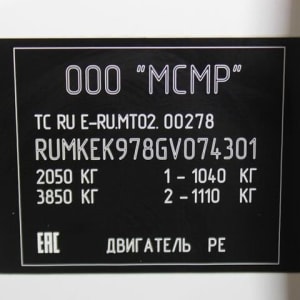 ООО "МСМР"
ТС RU Е-RU.МТ02.00278
RUMKEK978GV074301
2050 КГ 1-1040 КГ
3850 КГ 2-1110 КГ
ЕАС ДВИГАТЕЛЬ РЕ